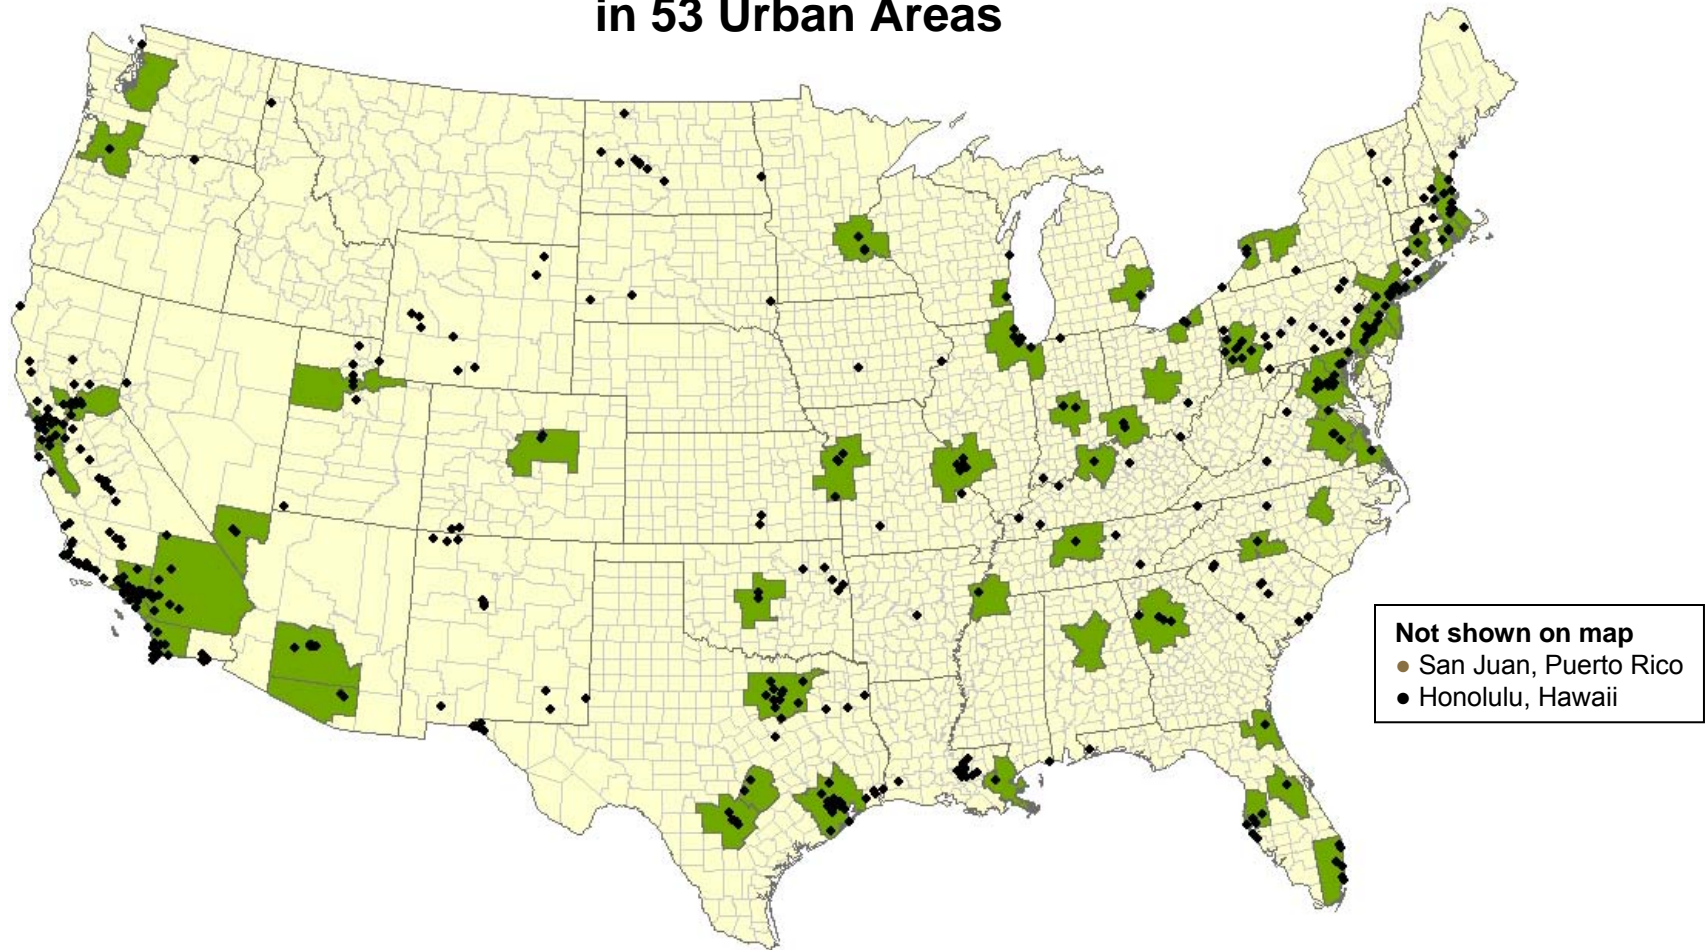 in 53 Urban Areas
Not shown on map
San Juan, Puerto Rico
Honolulu, Hawaii